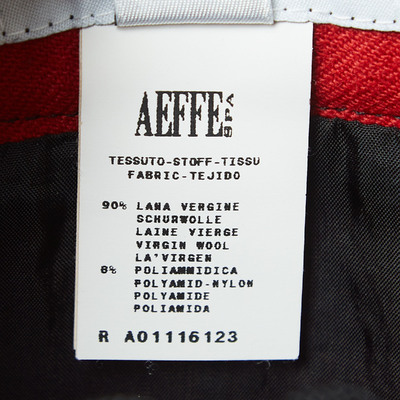 AEFFE SPA
TESSUTO-STOFF-TISSU
FABRIC-TEJIDO
90% LANA VERGINE
SCHURWOLLE
LAINE VIERGE
VIRGIN WOOL
LA'VIRGEN
8% POLIAMMIDICA
POLYAMID-NYLON
POLYAMIDE
POLIAMIDA
R A01116123